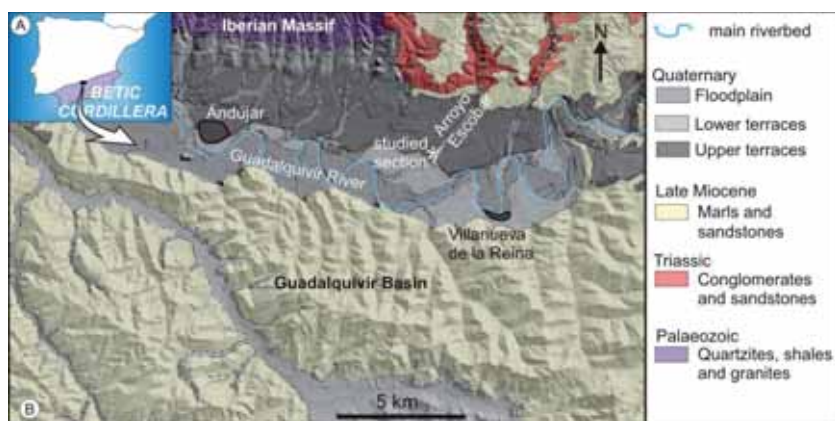 A
BETIC
CORDILLERA
Iberian Massif
N
Andújar
Arroyo
Escobar
studied
section
Guadalquivir River
Villanueva
de la Reina
Guadalquivir Basin
B
5 km
main riverbed
Quaternary
Floodplain
Lower terraces
Upper terraces
Late Miocene
Marls and
sandstones
Triassic
Conglomerates
and sandstones
Palaeozoic
Quartzites, shales
and granites